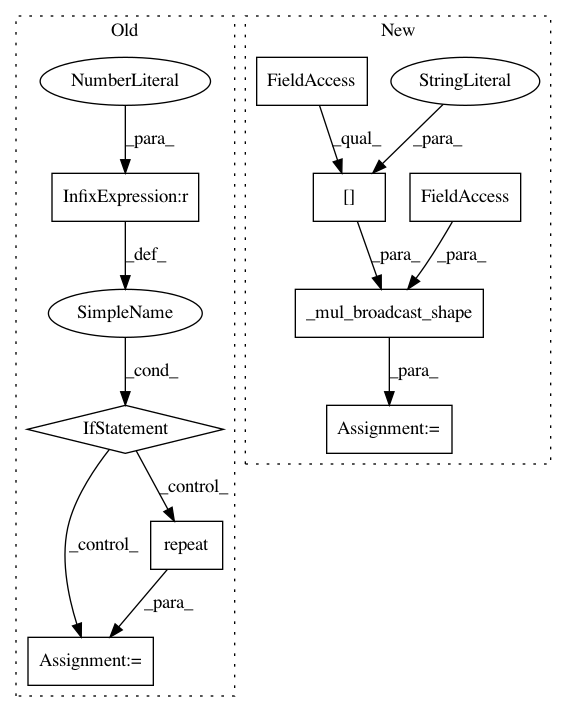 Old
New
NumberLiteral
FieldAccess
StringLiteral
_para_
_qual_
_para_
InfixExpression:r
[]
FieldAccess
_def_
_para_
_para_
SimpleName
_mul_broadcast_shape
_cond_
_para_
IfStatement
Assignment:=
_control_
_control_
repeat
_para_
Assignment:=